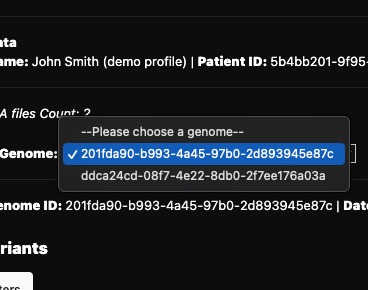 ata
ame: John Smith (demo profile) | Patient ID: 5b4bb201-9f95-
A files Count: 2
--Please choose a genome--
Genome: ✓ 201fda90-b993-4a45-97b0-2d893945e87c
ddca24cd-08f7-4e22-8db0-2f7ee176a03a
enome ID: 201fda90-b993-4a45-97b0-2d893945e87c | Date
riants
ters